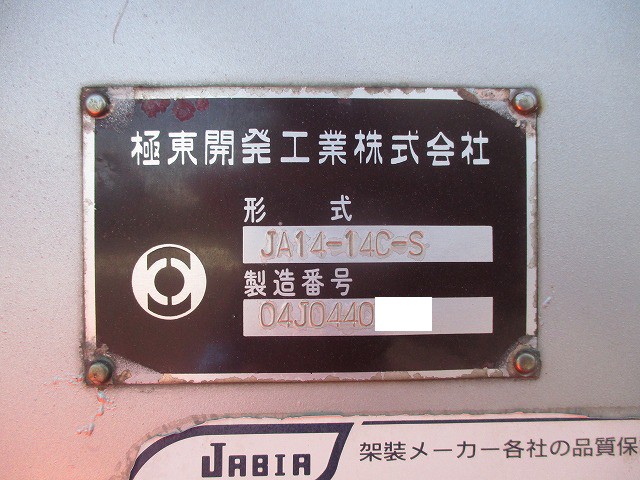 極東開発工業株式会社
形 式
JA14-14C-S
製造番号
04J0440
JABIA 架装メーカー各社の品質保